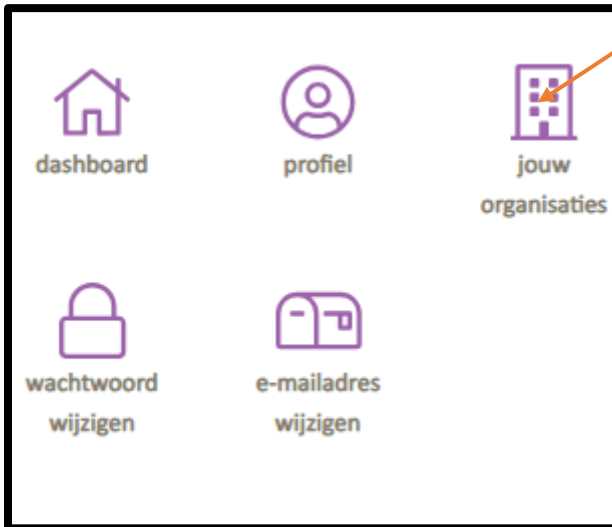 dashboard
profiel
jouw
organisaties
wachtwoord
wijzigen
e-mailadres
wijzigen